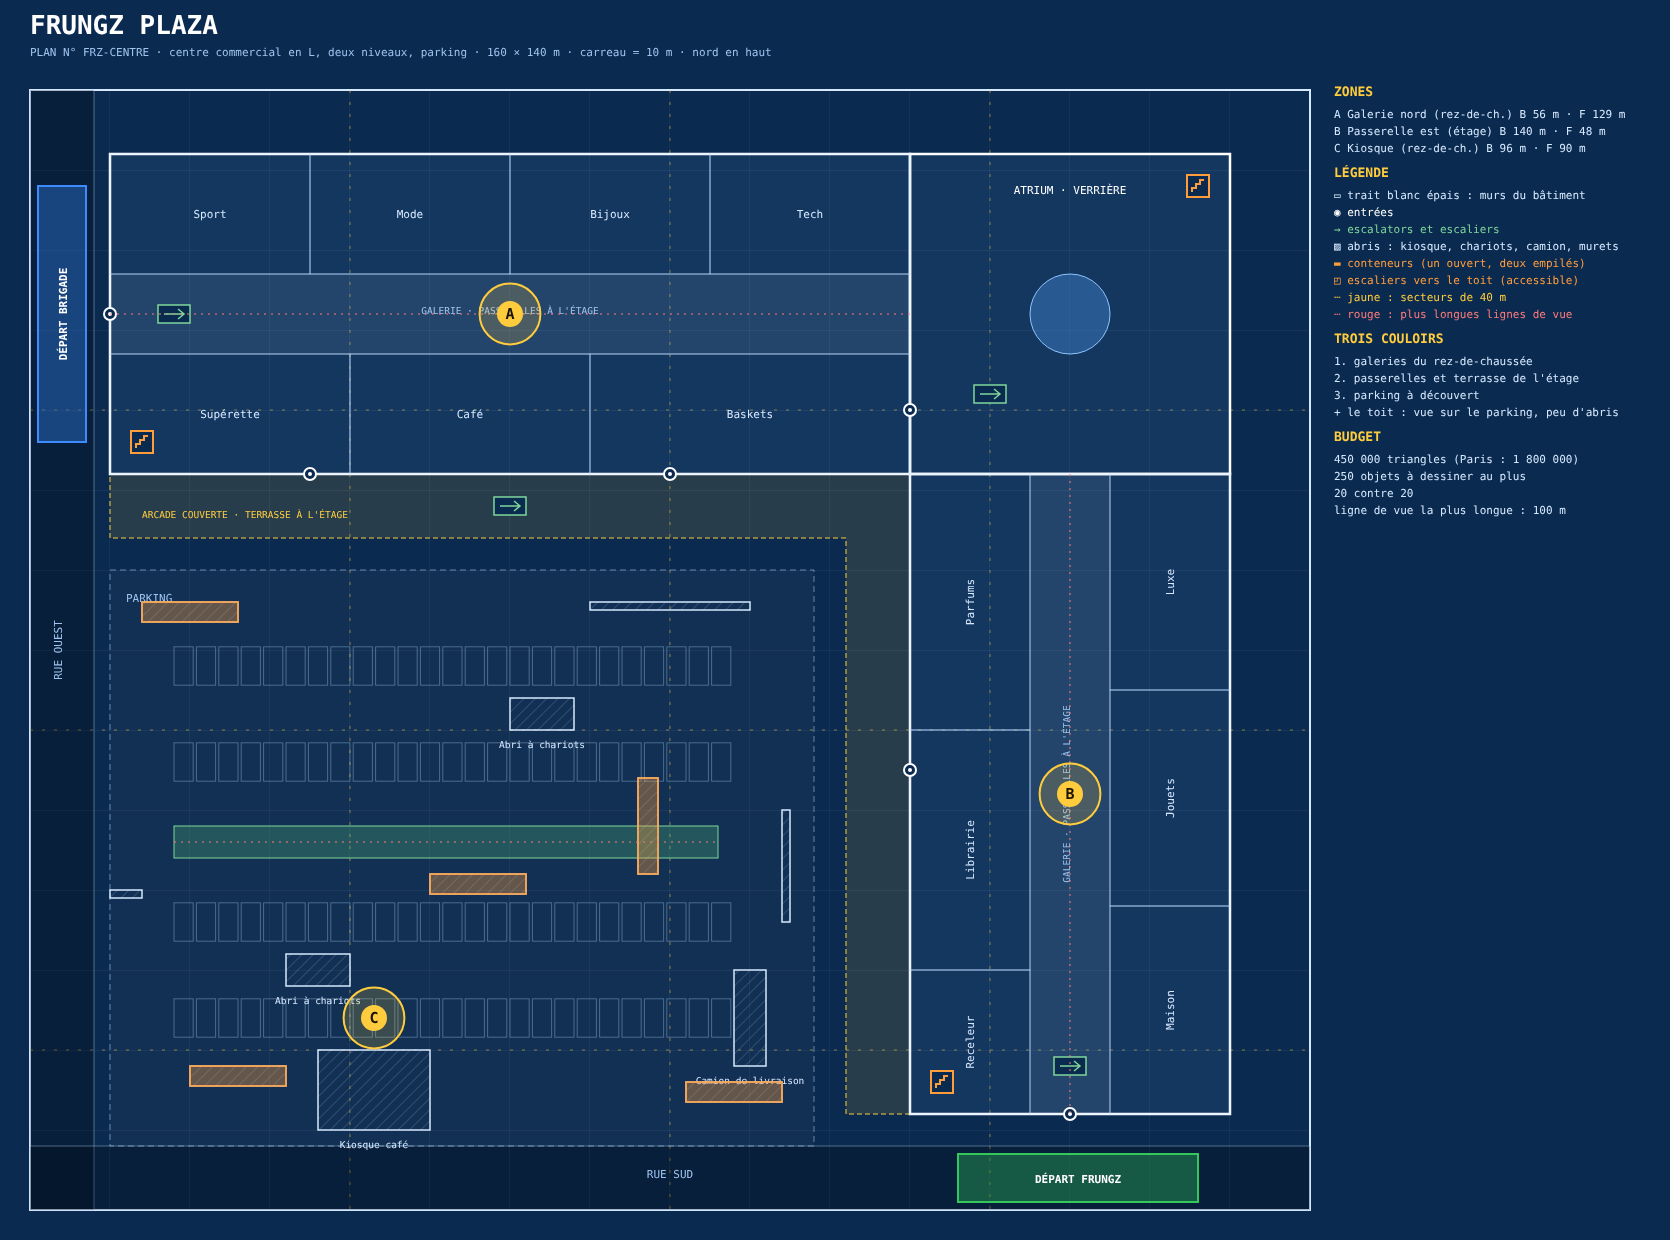 FRUNGZ PLAZA
PLAN N° FRZ-CENTRE · centre commercial en L, deux niveaux, parking · 160 × 140 m · carreau = 10 m · nord en haut
ZONES
A Galerie nord (rez-de-ch.) B 56 m · F 129 m
B Passerelle est (étage) B 140 m · F 48 m
C Kiosque (rez-de-ch.) B 96 m · F 90 m
LÉGENDE
trait blanc épais : murs du bâtiment
entrées
→ escalators et escaliers
abris : kiosque, chariots, camion, murets
conteneurs (un ouvert, deux empilés)
escaliers vers le toit (accessible)
jaune : secteurs de 40 m
rouge : plus longues lignes de vue
TROIS COULOIRS
1. galeries du rez-de-chaussée
2. passerelles et terrasse de l'étage
3. parking à découvert
+ le toit : vue sur le parking, peu d'abris
BUDGET
450 000 triangles (Paris : 1 800 000)
250 objets à dessiner au plus
20 contre 20
ligne de vue la plus longue : 100 m
DÉPART BRIGADE
Sport
Mode
Bijoux
Tech
ATRIUM · VERRIÈRE
GALERIE · PAS LES À L'ÉTAGE
A
Supérette
Café
Baskets
ARCADE COUVERTE · TERRASSE À L'ÉTAGE
RUE OUEST
PARKING
Abri à chariots
Abri à chariots
C
Kiosque café
Camion de livraison
Parfums
Librairie
Receleur
GALERIE · PAS LES À L'ÉTAGE
B
Luxe
Jouets
Maison
RUE SUD
DÉPART FRUNGZ